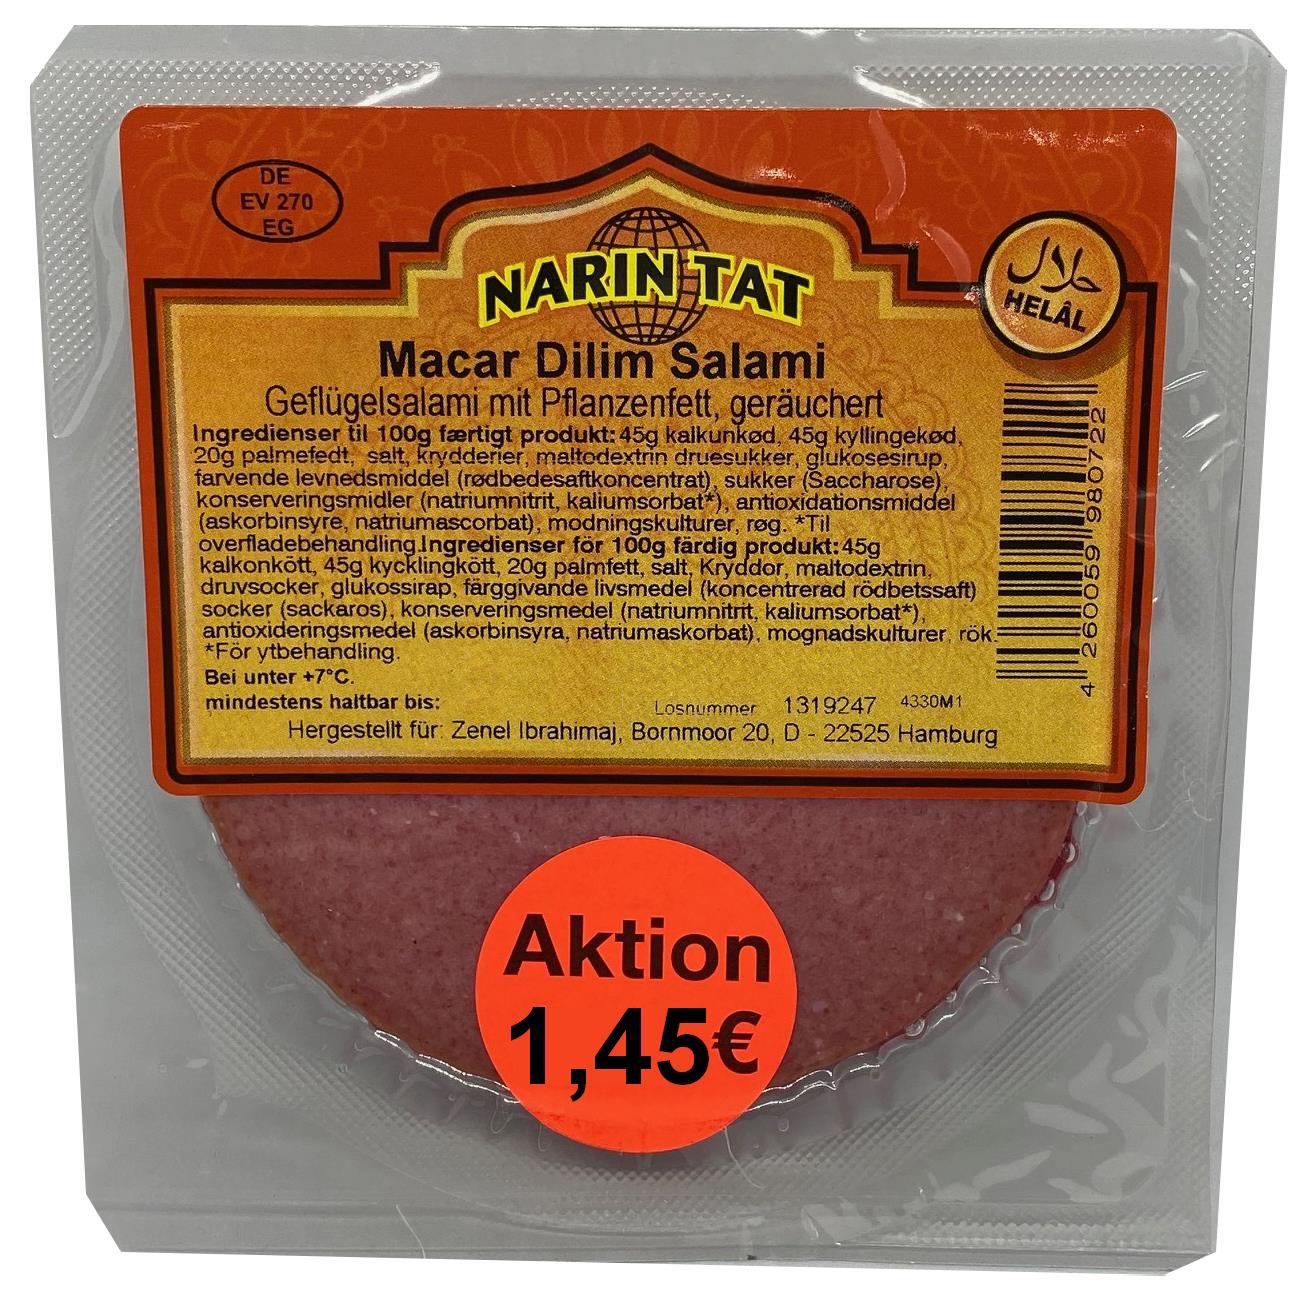 DE
EV 270
EG
NARIN TAT
حلال
HELÂL
Macar Dilim Salami
Geflügelsalami mit Pflanzenfett, geräuchert
Ingredienser til 100g færtigt produkt: 45g kalkunkød, 45g kyllingekød,
20g palmefedt, salt, krydderier, maltodextrin druesukker, glukosesirup,
farvende levnedsmiddel (rødbedesaftkoncentrat), sukker (Saccharose),
konserveringsmidler (natriumnitrit, kaliumsorbat*), antioxidationsmiddel
(askorbinsyre, natriumascorbat), modningskulturer, røg. *Til
overfladebehandling.Ingredienser för 100g färdig produkt: 45g
kalkonkött, 45g kycklingkött, 20g palmfett, salt, Kryddor, maltodextrin,
druvsocker, glukossirap, färggivande livsmedel (koncentrerad rödbetssaft)
socker (sackaros), konserveringsmedel (natriumnitrit, kaliumsorbat*),
antioxideringsmedel (askorbinsyra, natriumaskorbat), mognadskulturer, rök.
*För ytbehandling.
Bei unter +7°C.
mindestens haltbar bis:
Losnummer 1319247 4330M1
Hergestellt für: Zenel Ibrahimaj, Bornmoor 20, D - 22525 Hamburg
4 260059 980722
Aktion
1,45€